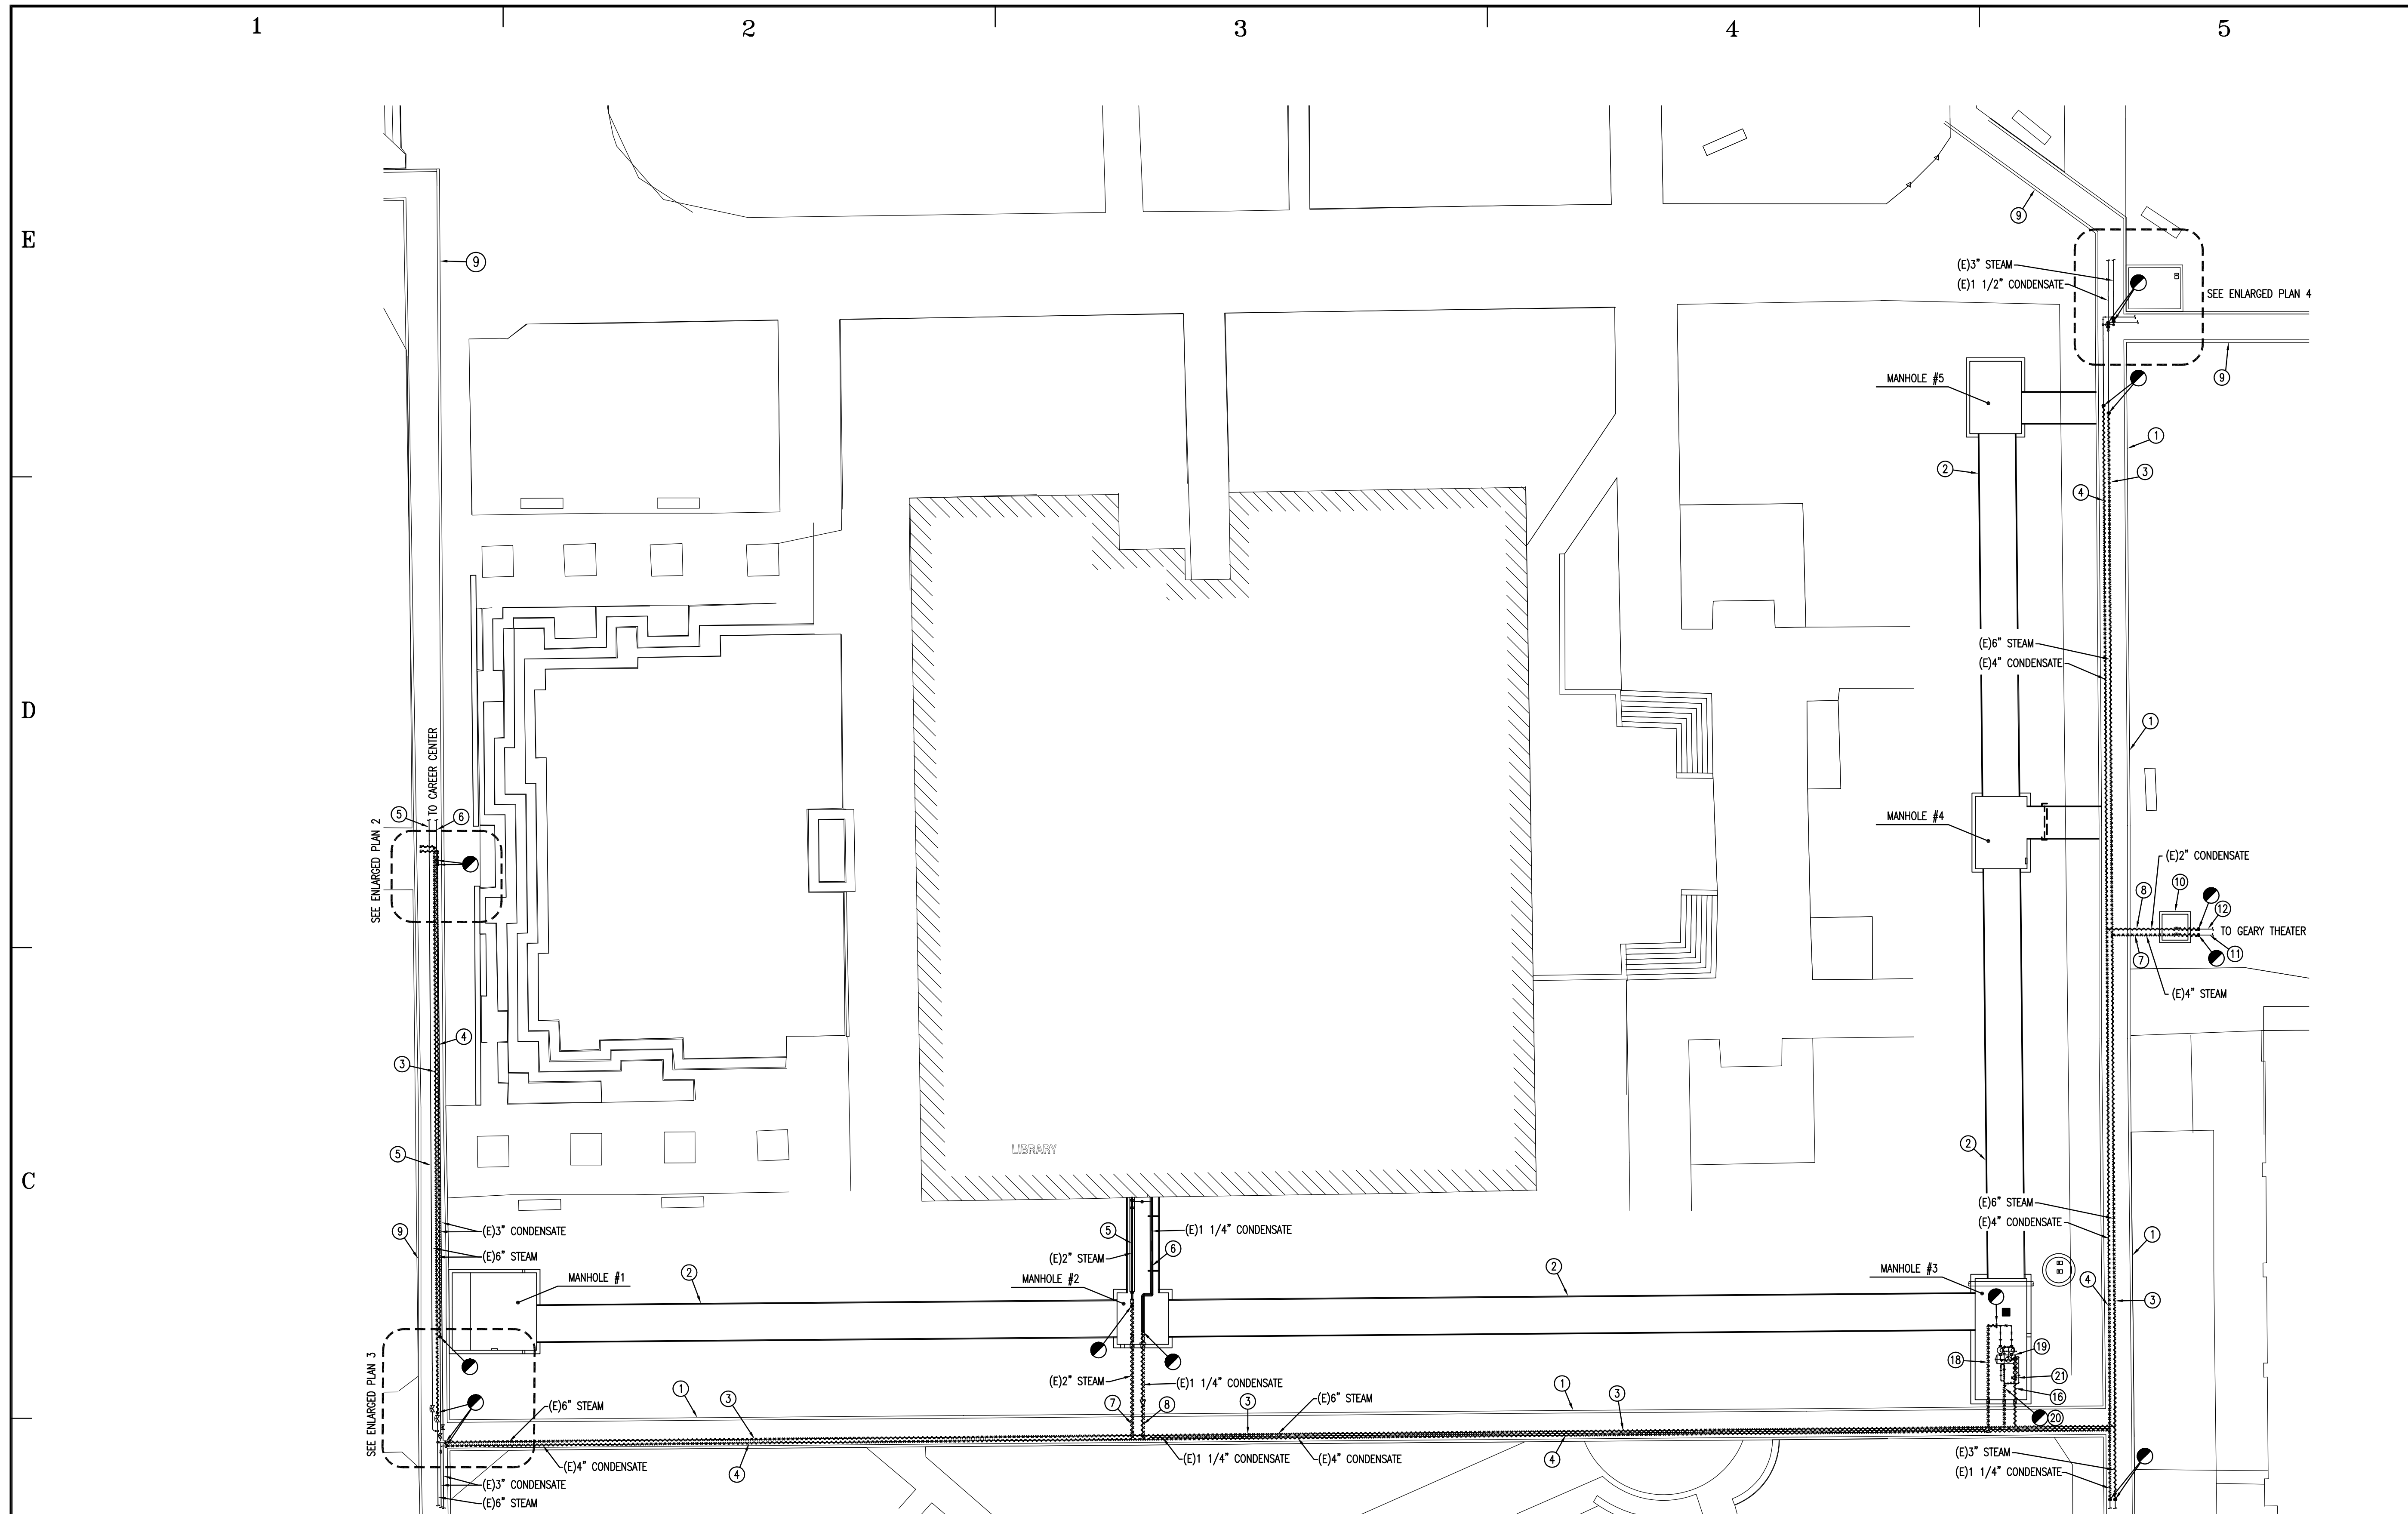 1
2
3
4
5
E
9
9
(E)3" STEAM
(E)1 1/2" CONDENSATE
SEE ENLARGED PLAN 4
MANHOLE #5
9
1
2
3
4
(E)6" STEAM
(E)4" CONDENSATE
D
1
TO CAREER CENTER
5
6
SEE ENLARGED PLAN 2
MANHOLE #4
(E)2" CONDENSATE
8
10
12
TO GEARY THEATER
7
11
(E)4" STEAM
4
3
LIBRARY
C
5
2
(E)6" STEAM
(E)4" CONDENSATE
9
(E)3" CONDENSATE
(E)6" STEAM
5
(E)1 1/4" CONDENSATE
(E)2" STEAM
6
1
MANHOLE #1
2
MANHOLE #2
2
MANHOLE #3
4
3
SEE ENLARGED PLAN 3
18
19
21
16
20
(E)2" STEAM
(E)1 1/4" CONDENSATE
1
3
(E)6" STEAM
7
8
3
(E)6" STEAM
1
3
(E)4" CONDENSATE
4
(E)1 1/4" CONDENSATE
(E)4" CONDENSATE
4
(E)3" STEAM
(E)1 1/4" CONDENSATE
(E)3" CONDENSATE
(E)6" STEAM